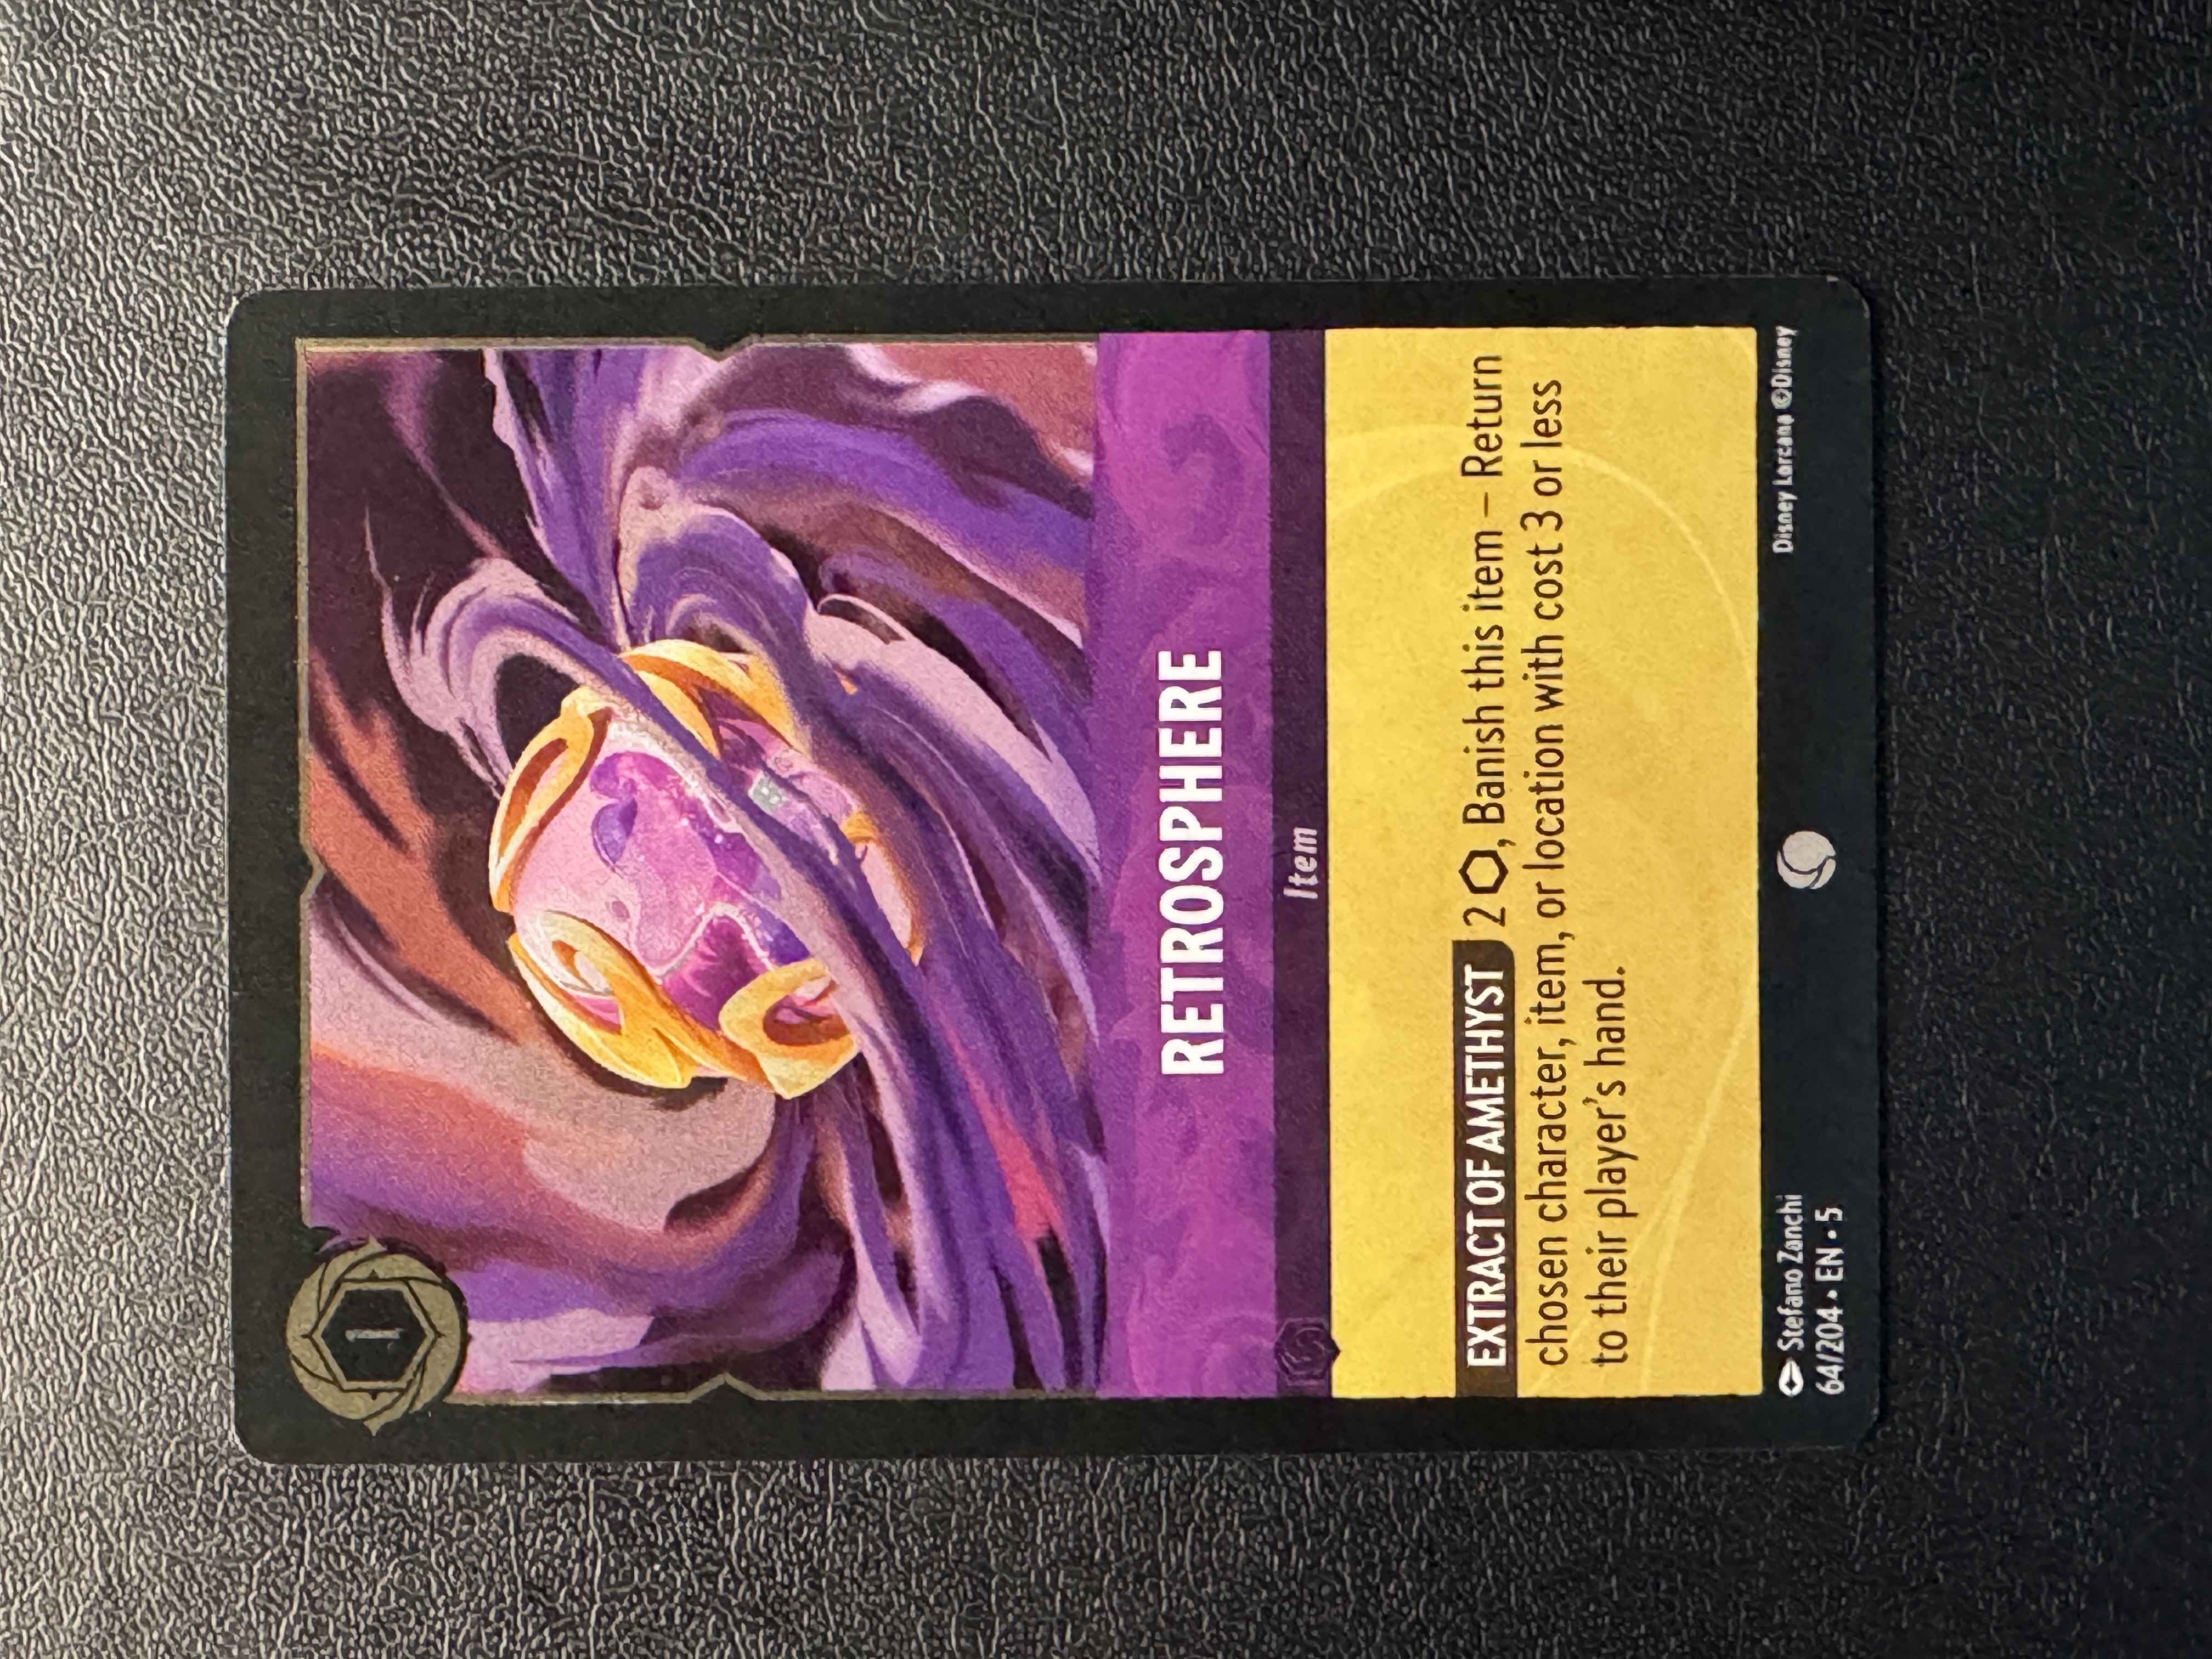 1
RETROSPHERE
Item
EXTRACT OF AMETHYST 2 ⬡, Banish this item – Return
chosen character, item, or location with cost 3 or less
to their player's hand.
Stefano Zanchi
64/204 • EN • 5
Disney Lorcana ©Disney